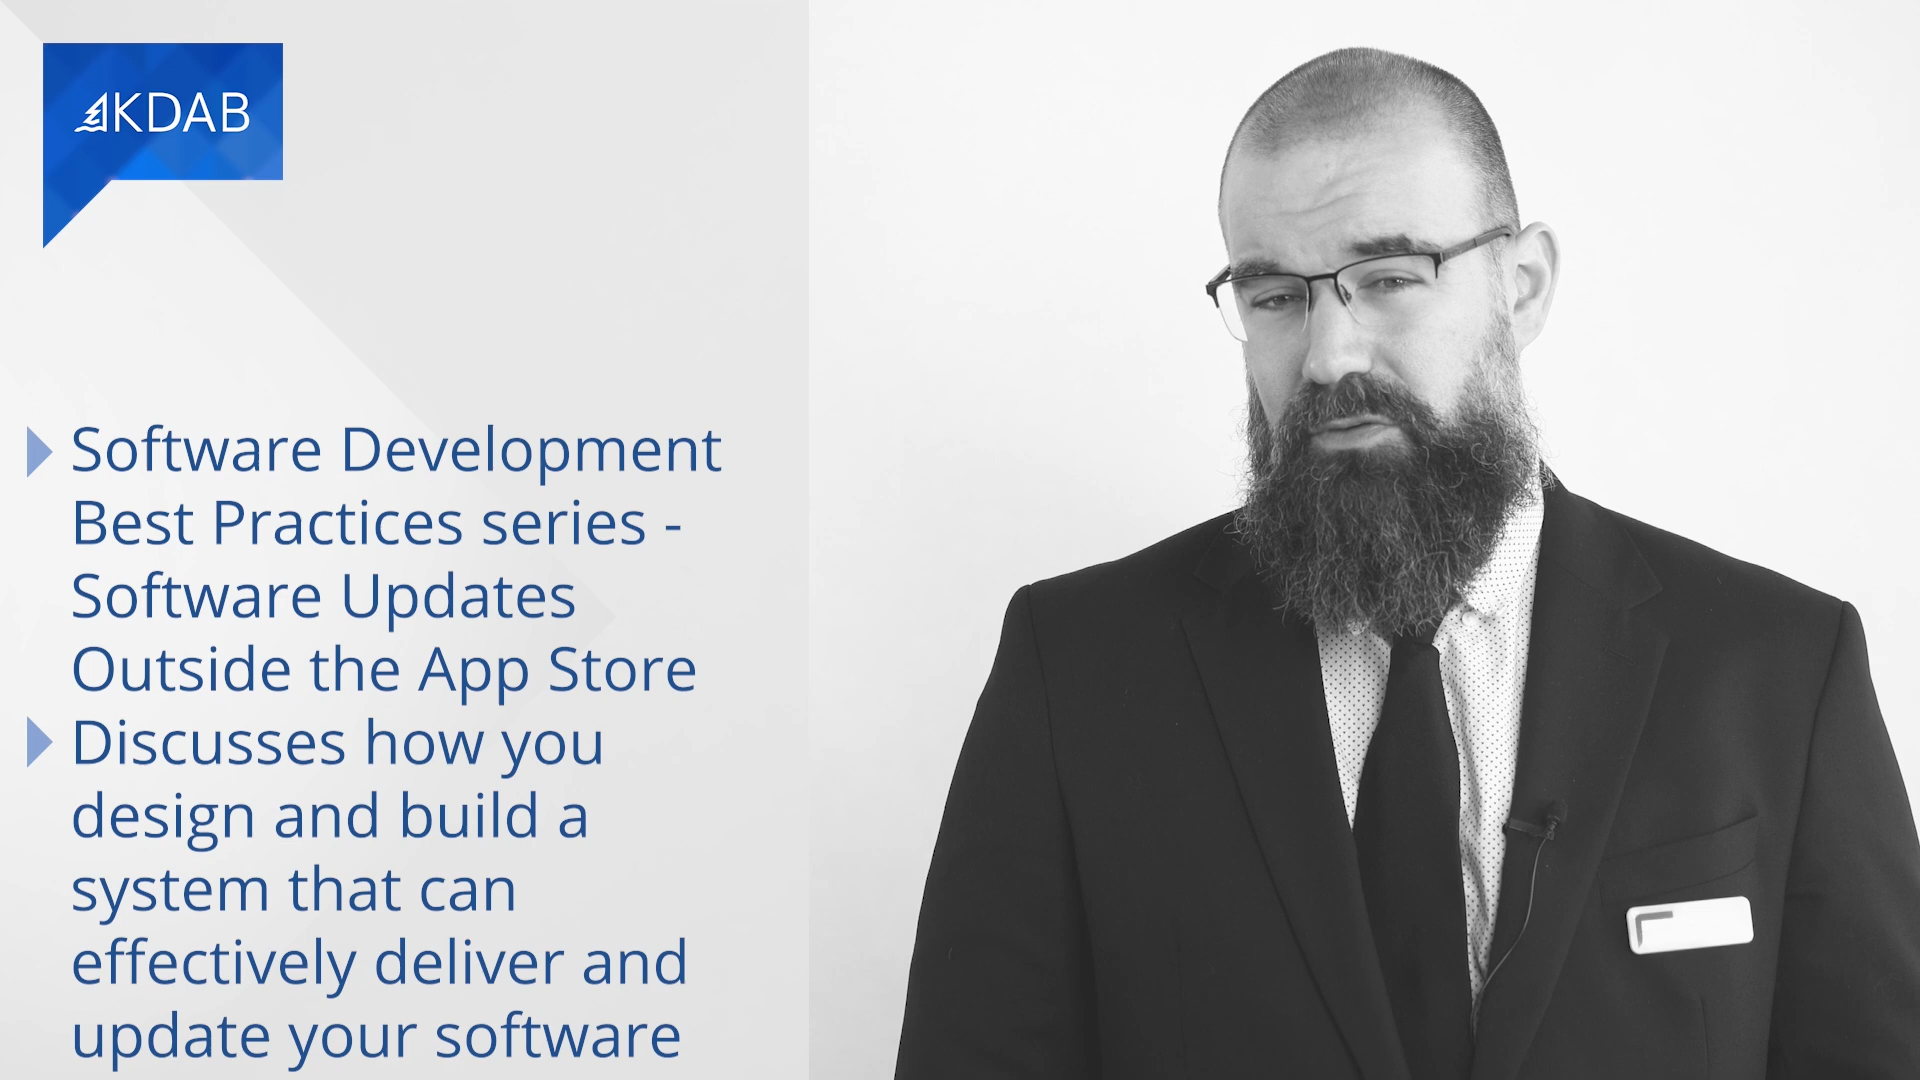 KDAB
Software Development
Best Practices series -
Software Updates
Outside the App Store
Discusses how you
design and build a
system that can
effectively deliver and
update your software